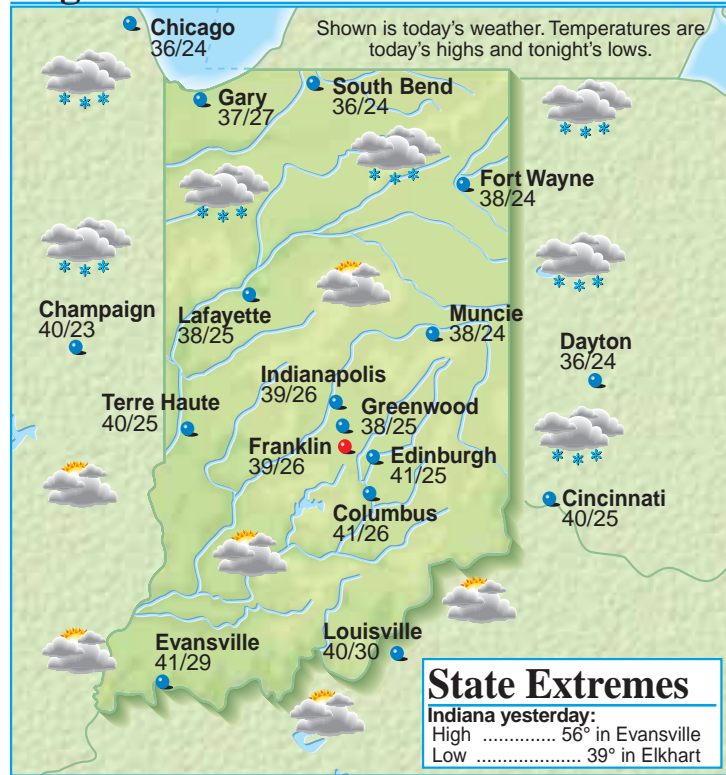 Shown is today's weather. Temperatures are
today's highs and tonight's lows.
Chicago
36/24
Gary
37/27
South Bend
36/24
Fort Wayne
38/24
Champaign
40/23
Lafayette
38/25
Muncie
38/24
Dayton
36/24
Indianapolis
39/26
Terre Haute
40/25
Greenwood
38/25
Franklin
39/26
Edinburgh
41/25
Columbus
41/26
Cincinnati
40/25
Evansville
41/29
Louisville
40/30
State Extremes
Indiana yesterday:
High .............. 56° in Evansville
Low .................... 39° in Elkhart